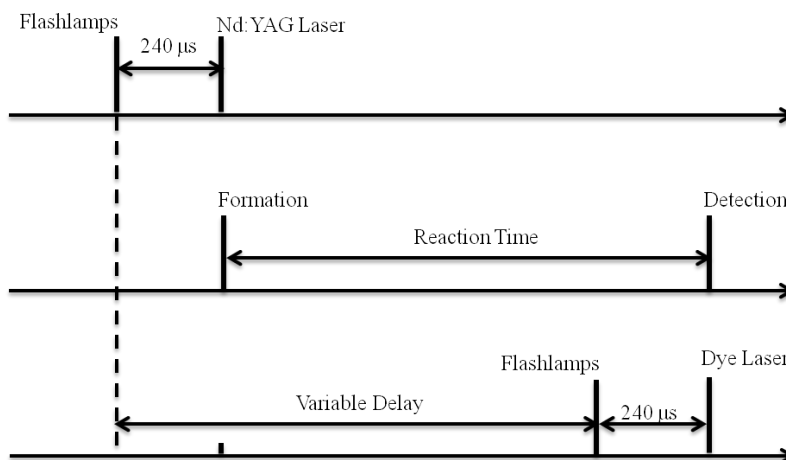 Flashlamps
Nd:YAG Laser
240 μs
Formation
Detection
Reaction Time
Flashlamps
Dye Laser
Variable Delay
240 μs